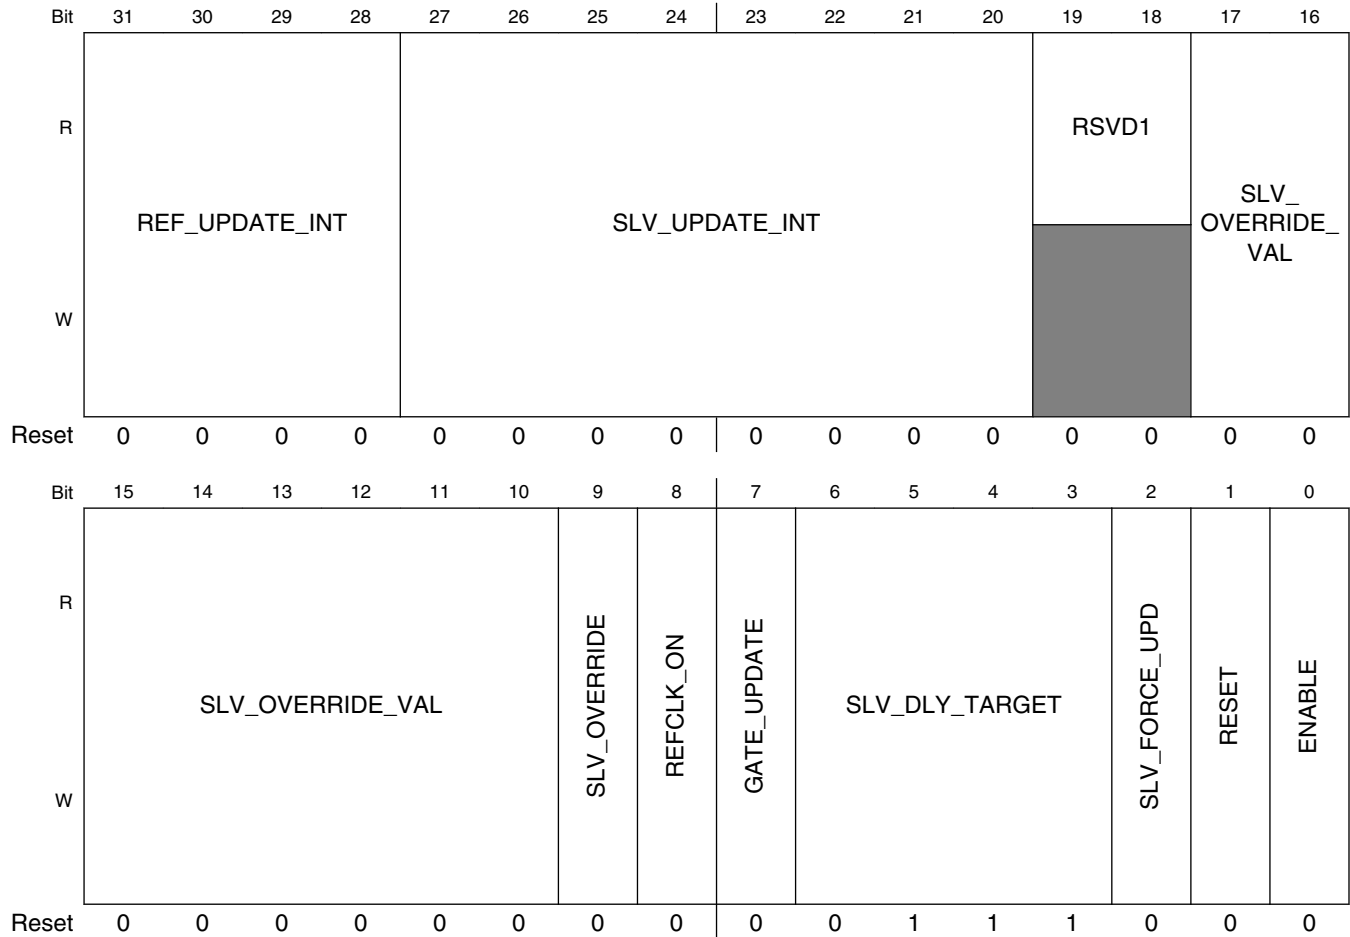 Bit 31 30 29 28 27 26 25 24 23 22 21 20 19 18 17 16
R
RSVD1
REF_UPDATE_INT
SLV_UPDATE_INT
SLV_
OVERRIDE_
VAL
W
Reset 0 0 0 0 0 0 0 0 0 0 0 0 0 0 0 0
Bit 15 14 13 12 11 10 9 8 7 6 5 4 3 2 1 0
R
SLV_OVERRIDE_VAL
SLV_OVERRIDE
REFCLK_ON
GATE_UPDATE
SLV_DLY_TARGET
SLV_FORCE_UPD
RESET
ENABLE
W
Reset 0 0 0 0 0 0 0 0 0 0 1 1 1 0 0 0